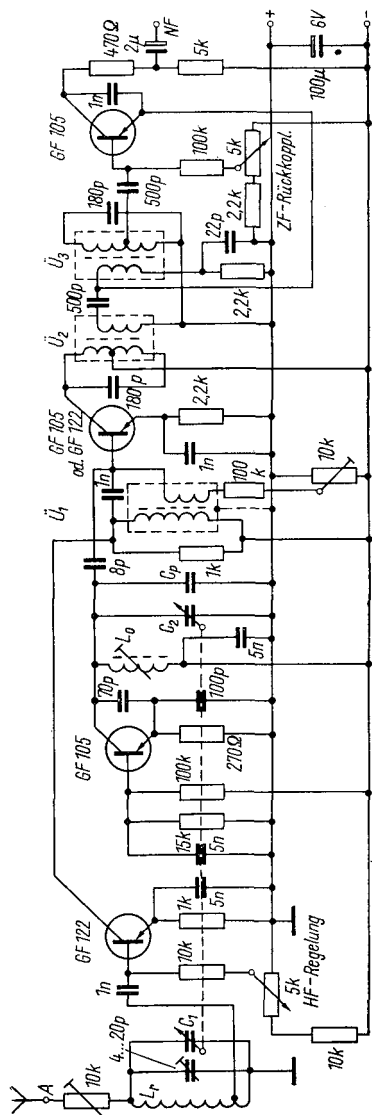 A
10k
Lr
4...20p
C1
1n
GF 122
10k
1k
5n
5k
HF-Regelung
10k
15k
5n
100k
GF 105
270Ω
70p
100p
Lo
5n
C2
Cp
8p
1k
Ü1
1n
100
k
10k
GF 105
od. GF 122
1n
2,2k
180p
Ü2
500p
Ü3
2,2k
22p
180p
500p
2,2k
5k
ZF-Rückkoppl.
100k
GF 105
1n
470Ω
2µ
NF
5k
+
-
100µ
6V